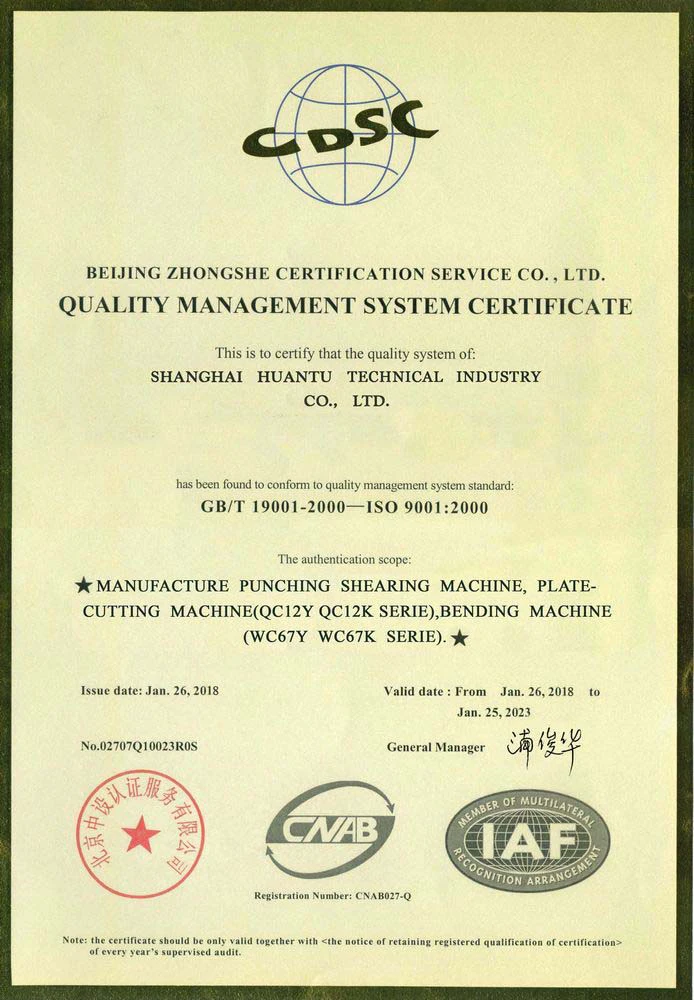 CDSC
BEIJING ZHONGSHE CERTIFICATION SERVICE CO., LTD.
QUALITY MANAGEMENT SYSTEM CERTIFICATE
This is to certify that the quality system of:
SHANGHAI HUANTU TECHNICAL INDUSTRY
CO., LTD.
has been found to conform to quality management system standard:
GB/T 19001-2000—ISO 9001:2000
The authentication scope:
★MANUFACTURE PUNCHING SHEARING MACHINE, PLATE-
CUTTING MACHINE(QC12Y QC12K SERIE),BENDING MACHINE
(WC67Y WC67K SERIE).★
Issue date: Jan. 26, 2018
Valid date : From Jan. 26, 2018 to
Jan. 25, 2023
No.02707Q10023R0S
General Manager
北京中设认证服务有限公司
CNAB
Registration Number: CNAB027-Q
MEMBER OF MULTILATERAL
IAF
RECOGNITION ARRANGEMENT
Note: the certificate should be only valid together with <the notice of retaining registered qualification of certification>
of every year's supervised audit.